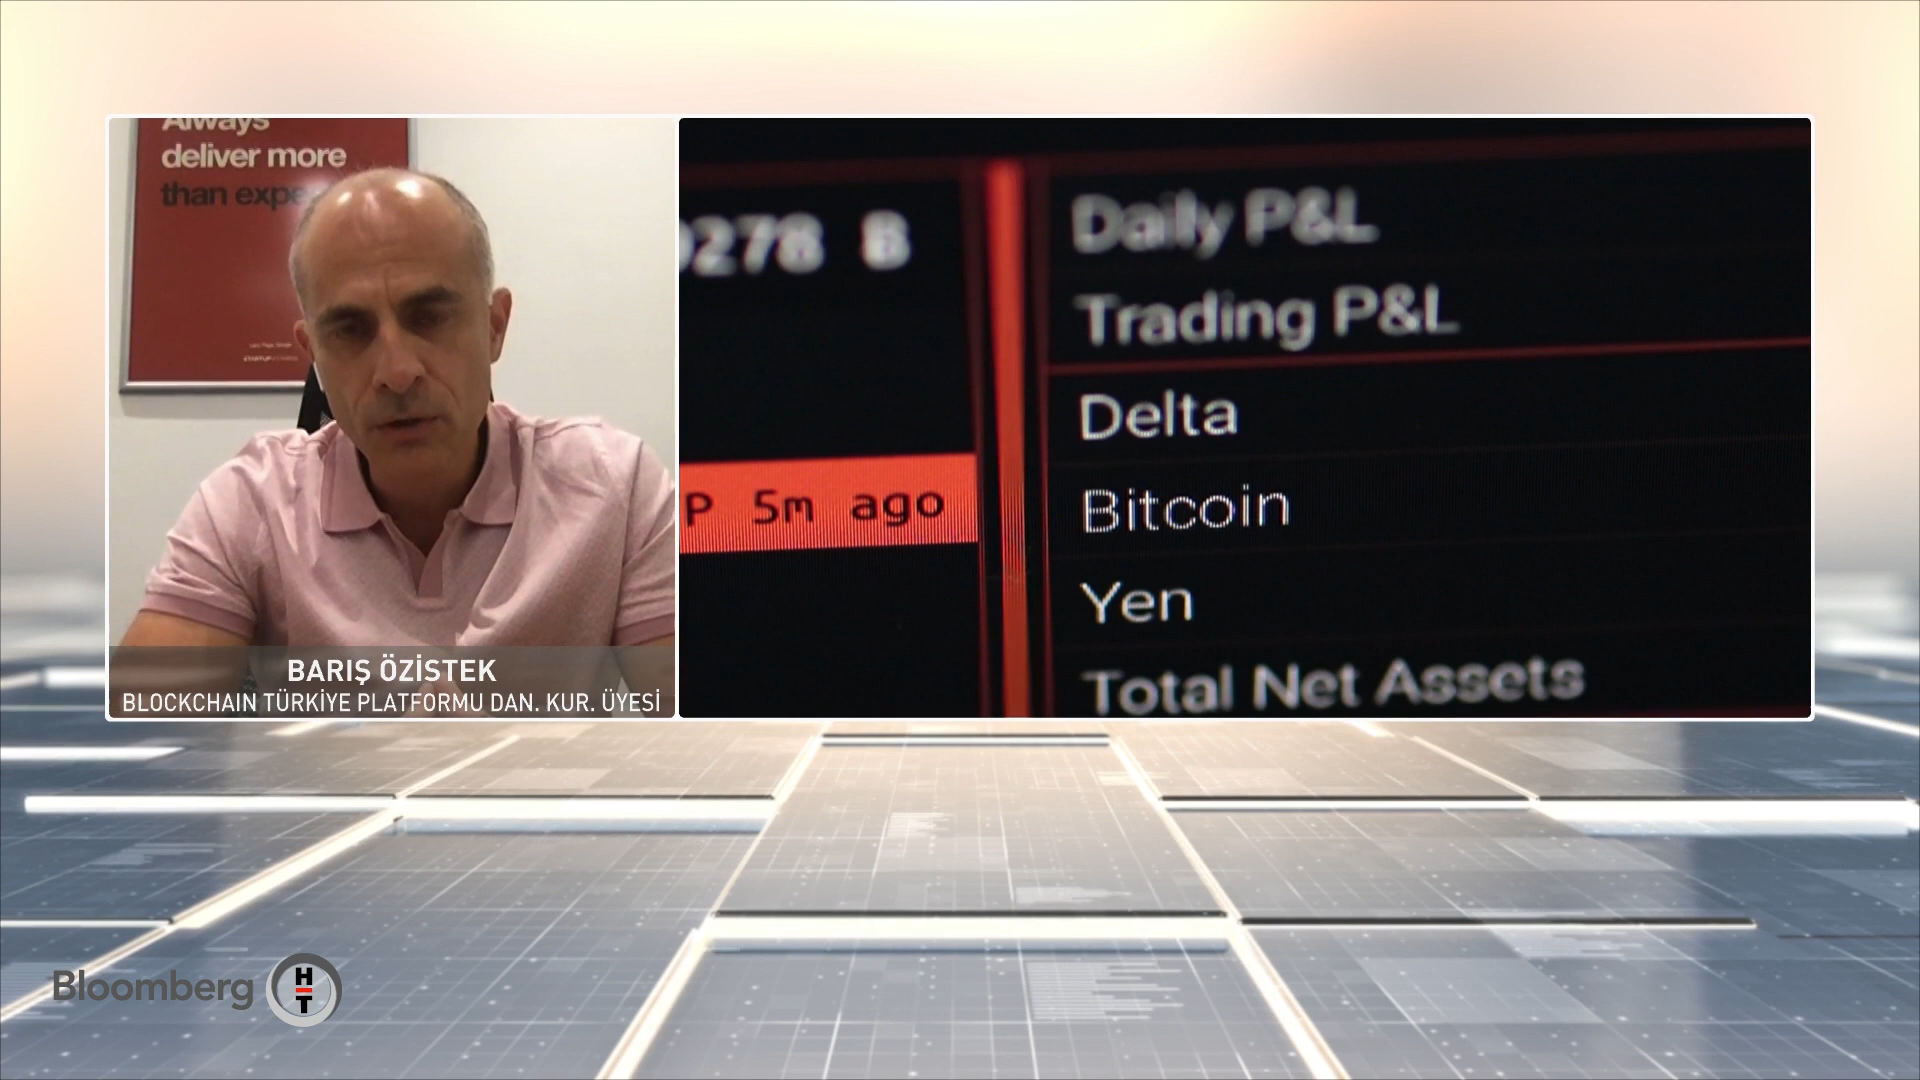 Always
deliver more
than expe
BARIŞ ÖZİSTEK
BLOCKCHAIN TÜRKİYE PLATFORMU DAN. KUR. ÜYESİ
0278 B
P 5m ago
Daily P&L
Trading P&L
Delta
Bitcoin
Yen
Total Net Assets
Bloomberg HT